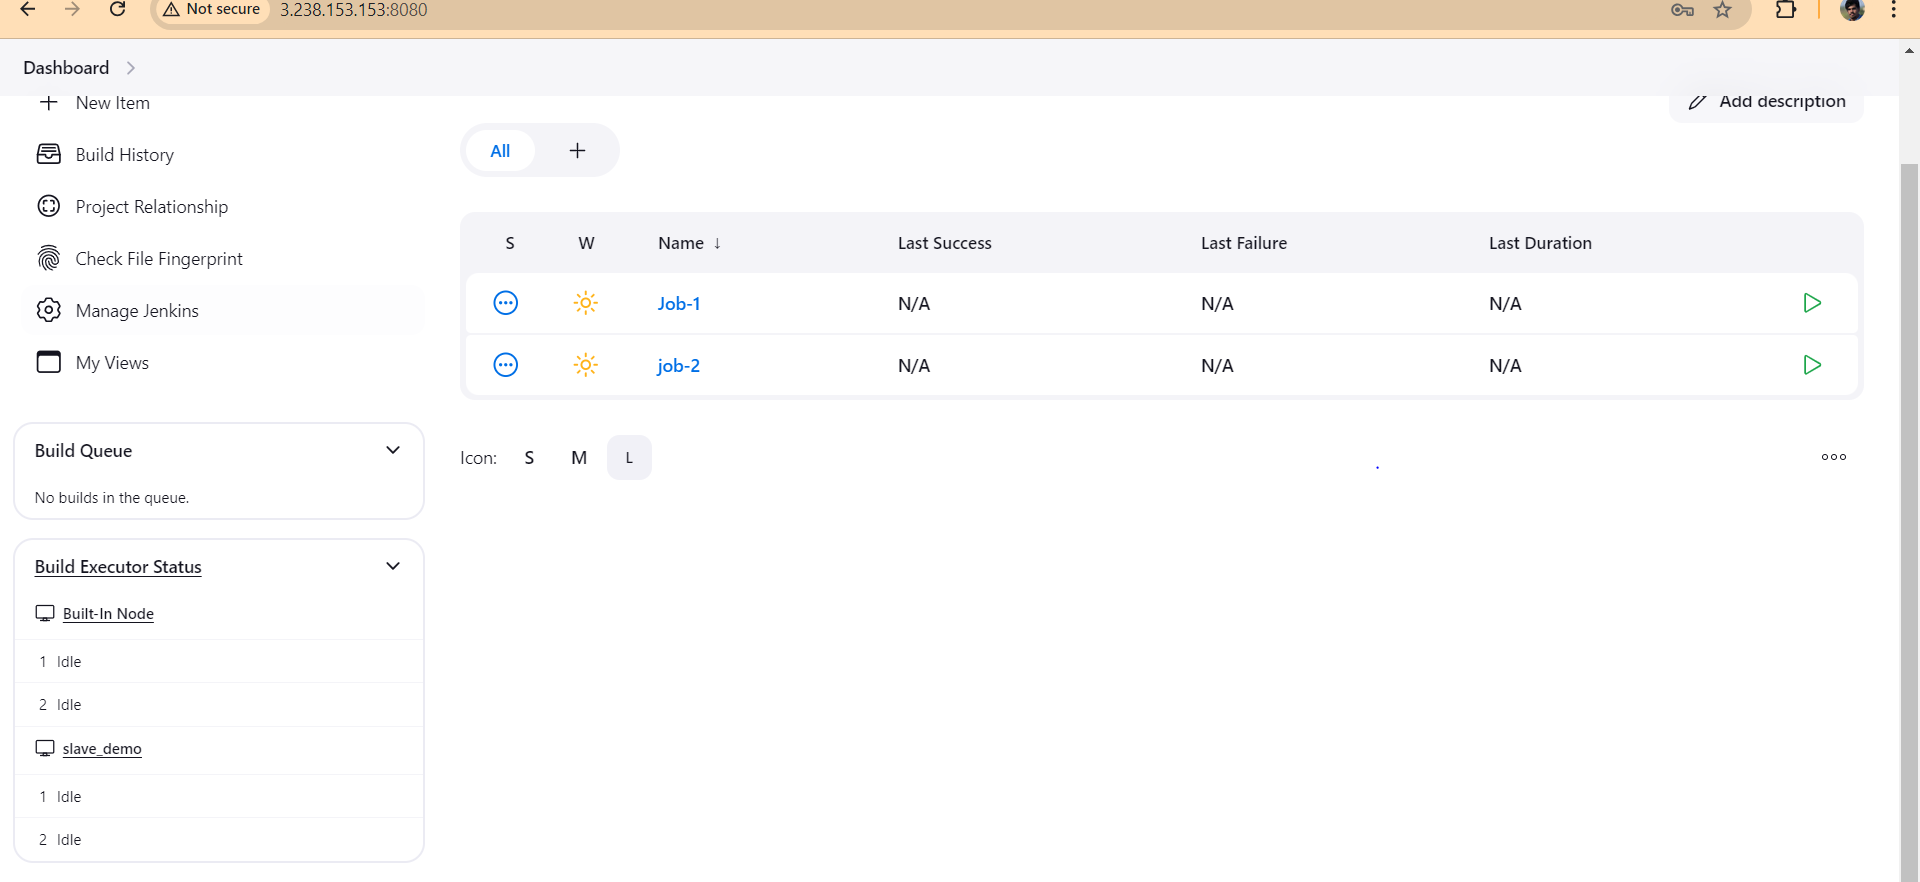 Not secure 3.238.153.153:8080
Dashboard
New Item
Add description
Build History
Project Relationship
Check File Fingerprint
Manage Jenkins
My Views
All +
S W Name ↓ Last Success Last Failure Last Duration
Job-1 N/A N/A N/A
job-2 N/A N/A N/A
Icon: S M L
Build Queue
No builds in the queue.
Build Executor Status
Built-In Node
1 Idle
2 Idle
slave_demo
1 Idle
2 Idle